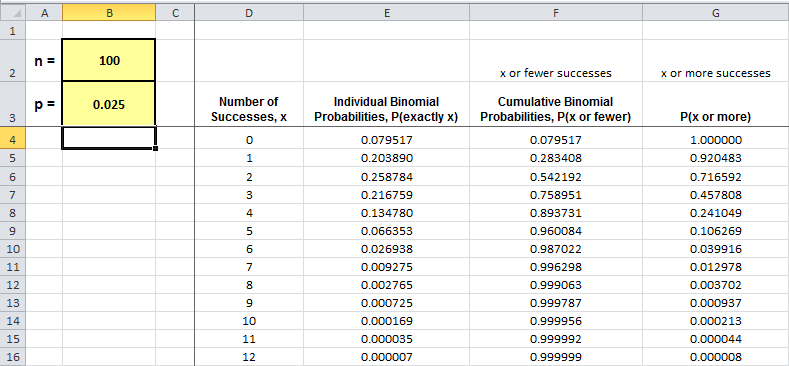 A B C D E F G
1
2 n = 100 x or fewer successes x or more successes
Number of Individual Binomial Cumulative Binomial
3 p = 0.025 Successes, x Probabilities, P(exactly x) Probabilities, P(x or fewer) P(x or more)
4 0 0.079517 0.079517 1.000000
5 1 0.203890 0.283408 0.920483
6 2 0.258784 0.542192 0.716592
7 3 0.216759 0.758951 0.457808
8 4 0.134780 0.893731 0.241049
9 5 0.066353 0.960084 0.106269
10 6 0.026938 0.987022 0.039916
11 7 0.009275 0.996298 0.012978
12 8 0.002765 0.999063 0.003702
13 9 0.000725 0.999787 0.000937
14 10 0.000169 0.999956 0.000213
15 11 0.000035 0.999992 0.000044
16 12 0.000007 0.999999 0.000008